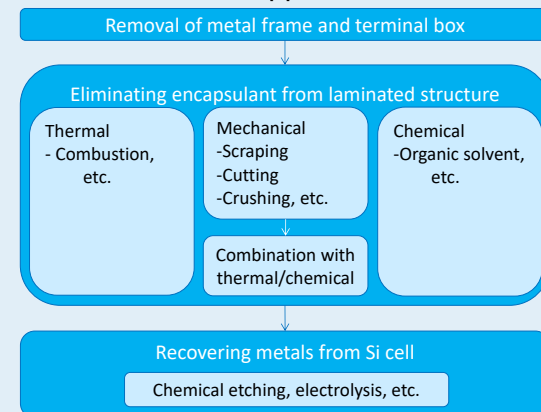 Removal of metal frame and terminal box
Eliminating encapsulant from laminated structure
Thermal
- Combustion,
etc.
Mechanical
-Scraping
-Cutting
-Crushing, etc.
Combination with
thermal/chemical
Chemical
-Organic solvent,
etc.
Recovering metals from Si cell
Chemical etching, electrolysis, etc.